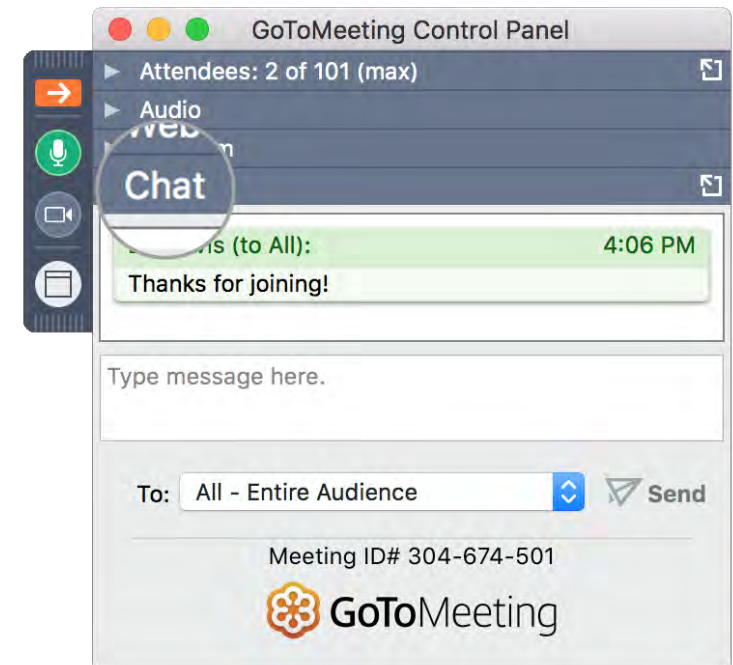 GoToMeeting Control Panel
Attendees: 2 of 101 (max)
Audio
Chat
(to All): 4:06 PM
Thanks for joining!
Type message here.
To: All - Entire Audience Send
Meeting ID# 304-674-501
GoToMeeting